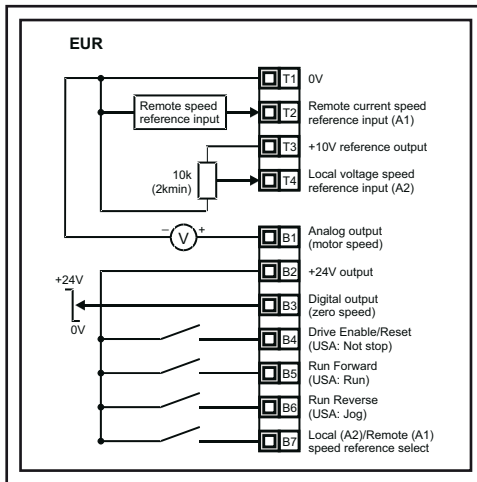 EUR
T1 0V
Remote speed
reference input
T2 Remote current speed
reference input (A1)
T3 +10V reference output
10k
(2kmin)
T4 Local voltage speed
reference input (A2)
− V +
B1 Analog output
(motor speed)
B2 +24V output
+24V
0V
B3 Digital output
(zero speed)
B4 Drive Enable/Reset
(USA: Not stop)
B5 Run Forward
(USA: Run)
B6 Run Reverse
(USA: Jog)
B7 Local (A2)/Remote (A1)
speed reference select